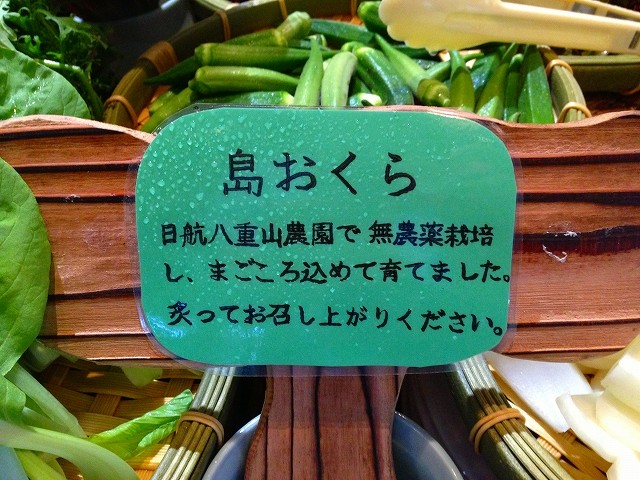 島おくら
日航八重山農園で無農薬栽培
し、まごころ込めて育てました。
炙ってお召し上がりください。